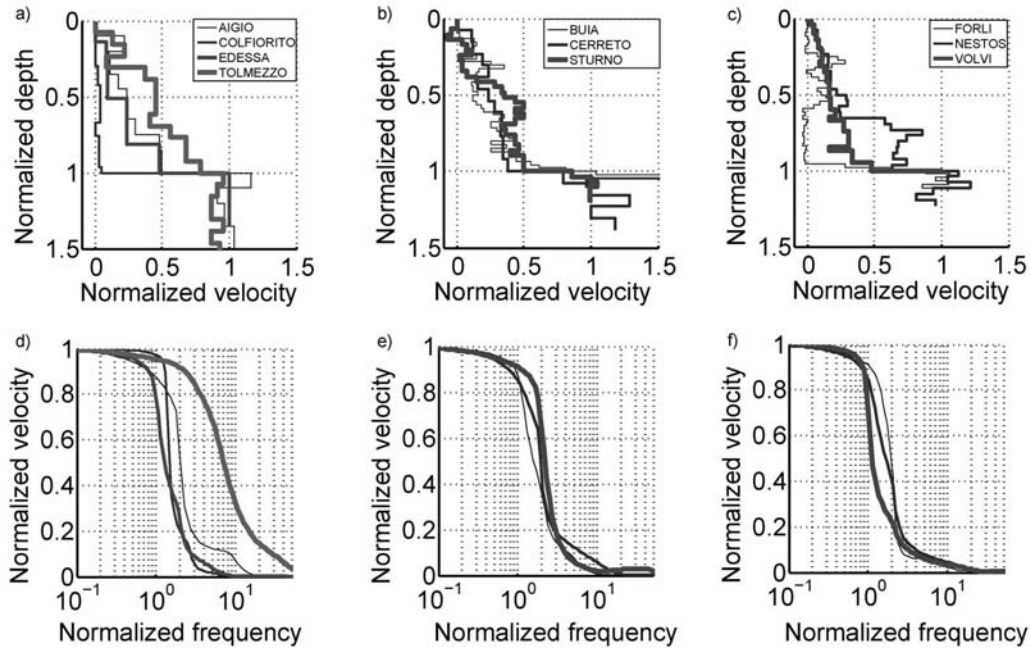 a)
0
0.5
1
1.5
Normalized depth
AIGIO
COLFIORITO
EDESSA
TOLMEZZO
0 0.5 1 1.5
Normalized velocity
b)
0
0.5
1
1.5
Normalized depth
BUIA
CERRETO
STURNO
0 0.5 1 1.5
Normalized velocity
c)
0
0.5
1
1.5
Normalized depth
FORLI
NESTOS
VOLVI
0 0.5 1 1.5
Normalized velocity
d)
1
0.8
0.6
0.4
0.2
0
Normalized velocity
10⁻¹ 10⁰ 10¹
Normalized frequency
e)
1
0.8
0.6
0.4
0.2
0
Normalized velocity
10⁻¹ 10⁰ 10¹
Normalized frequency
f)
1
0.8
0.6
0.4
0.2
0
Normalized velocity
10⁻¹ 10⁰ 10¹
Normalized frequency